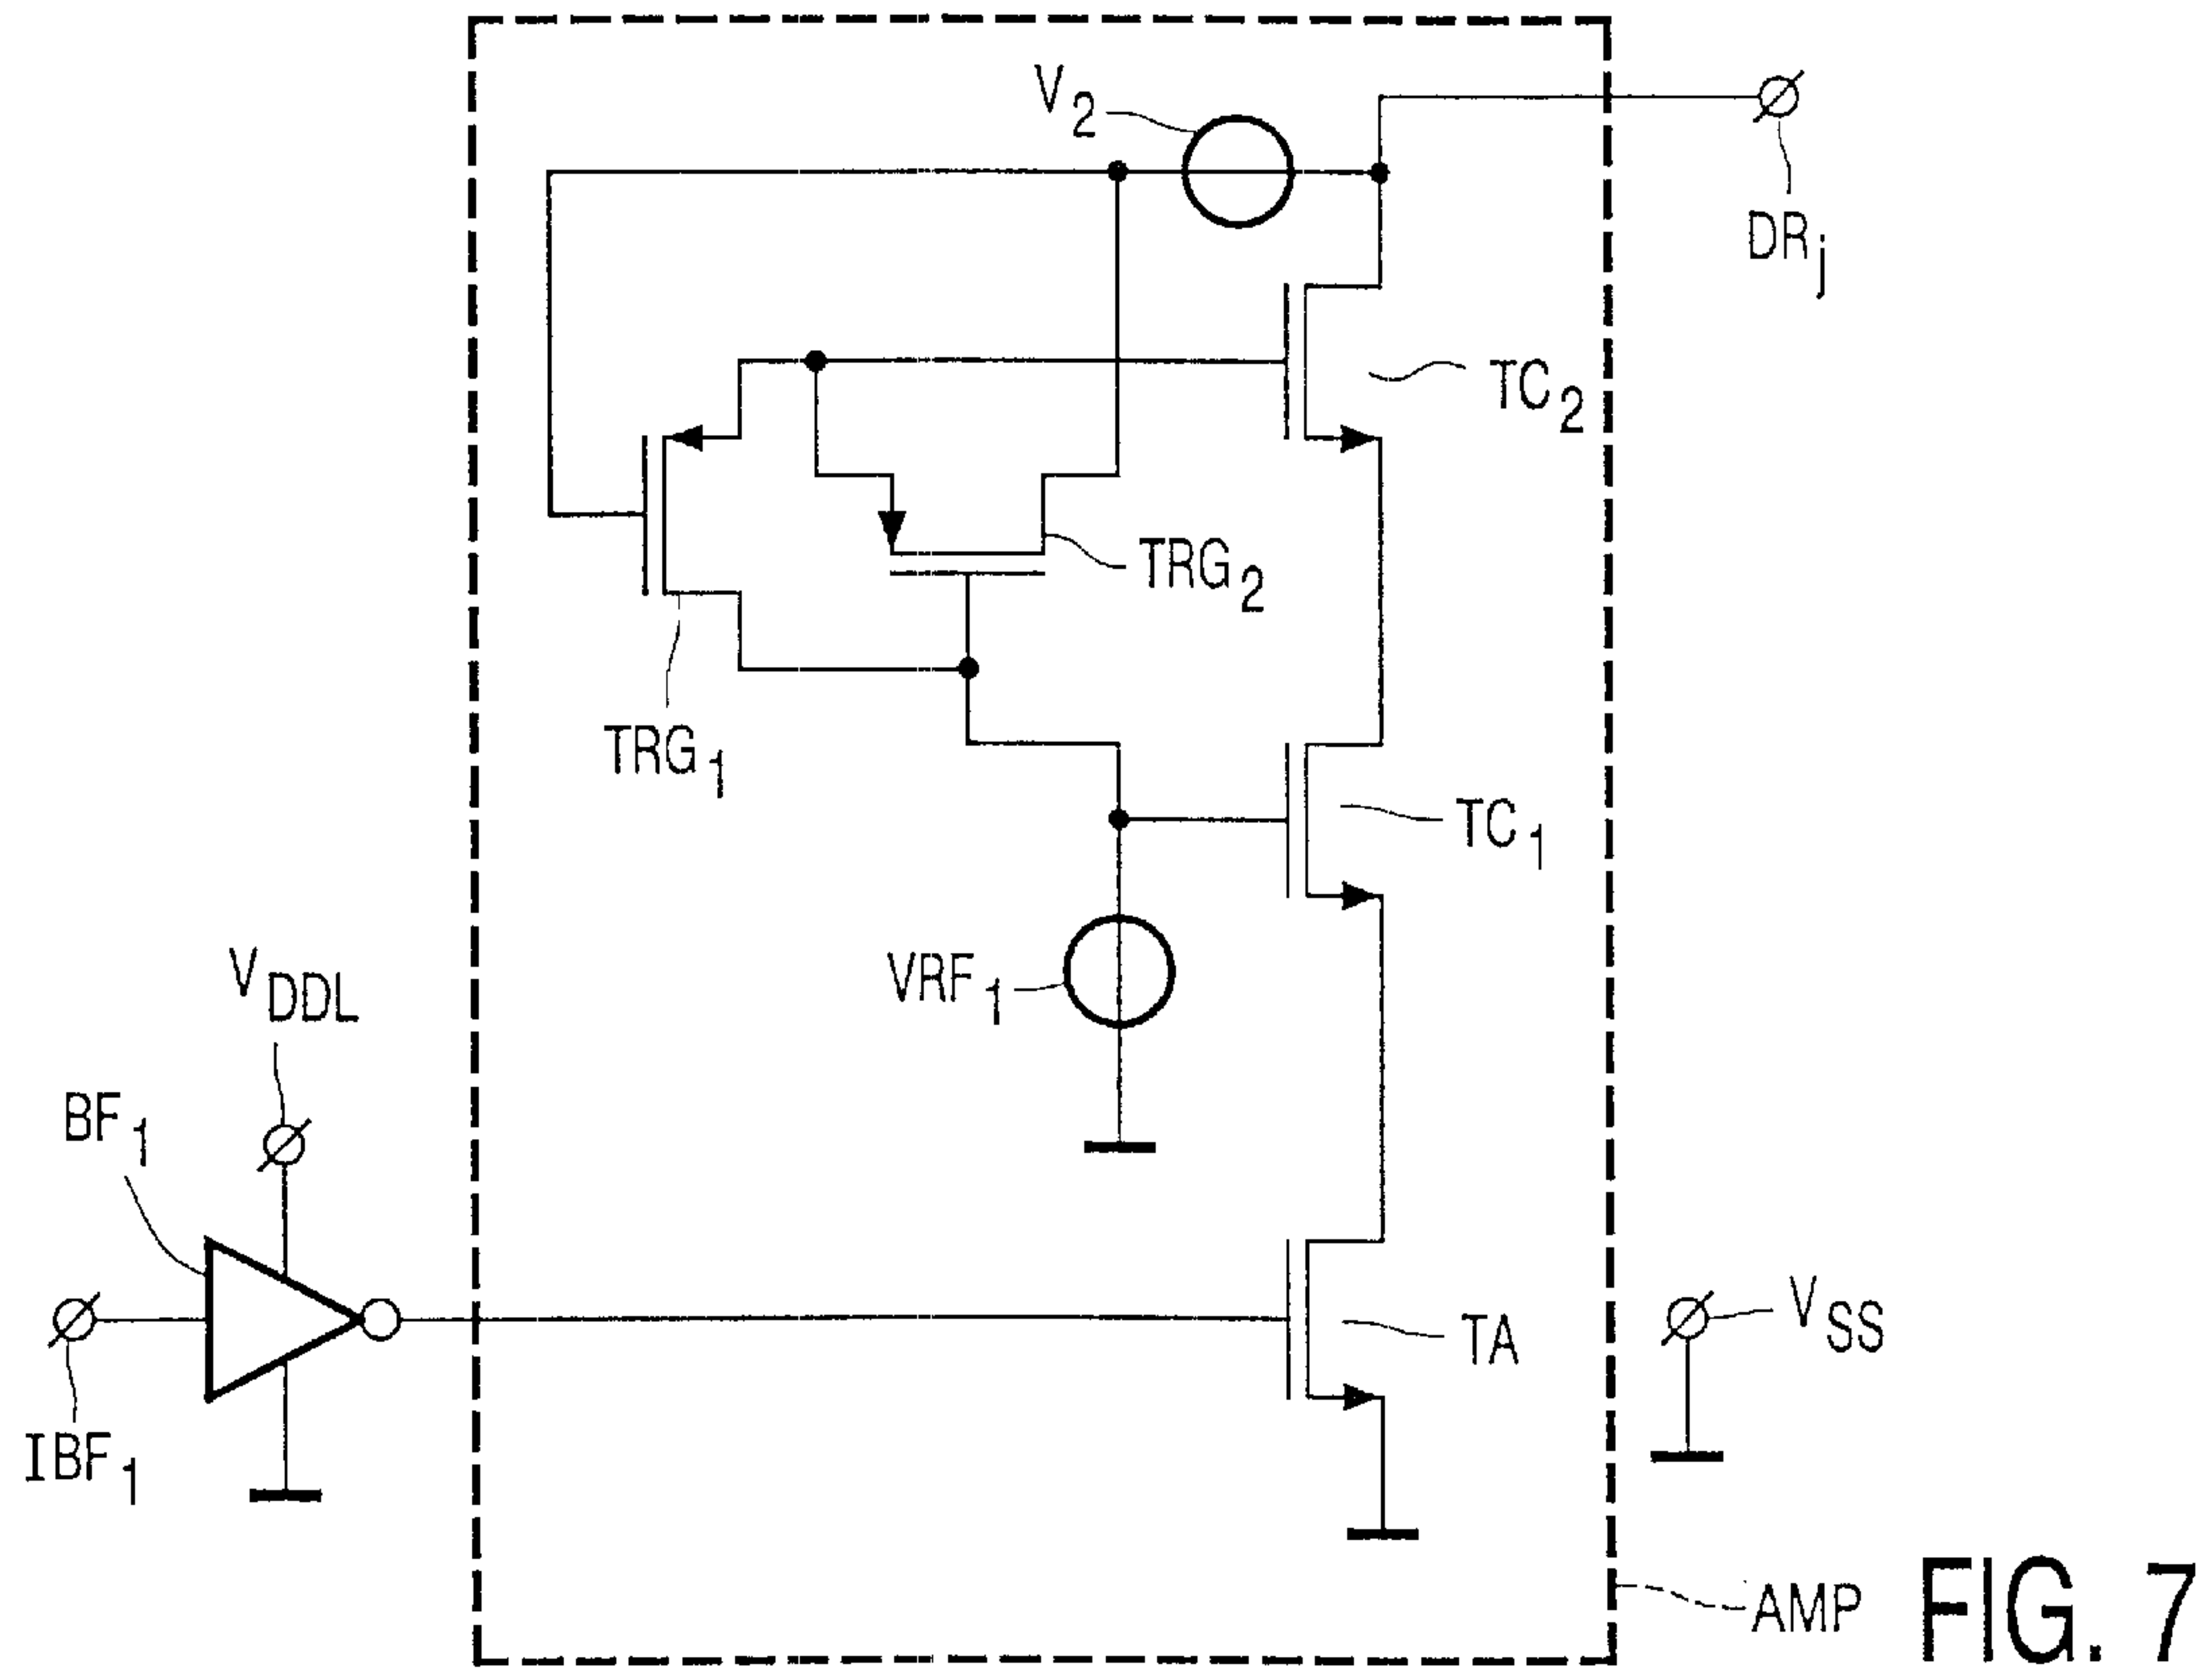 V2
DRj
TC2
TRG2
TRG1
TC1
VRF1
VDDL
BF1
VSS
TA
IBF1
AMP
FIG. 7